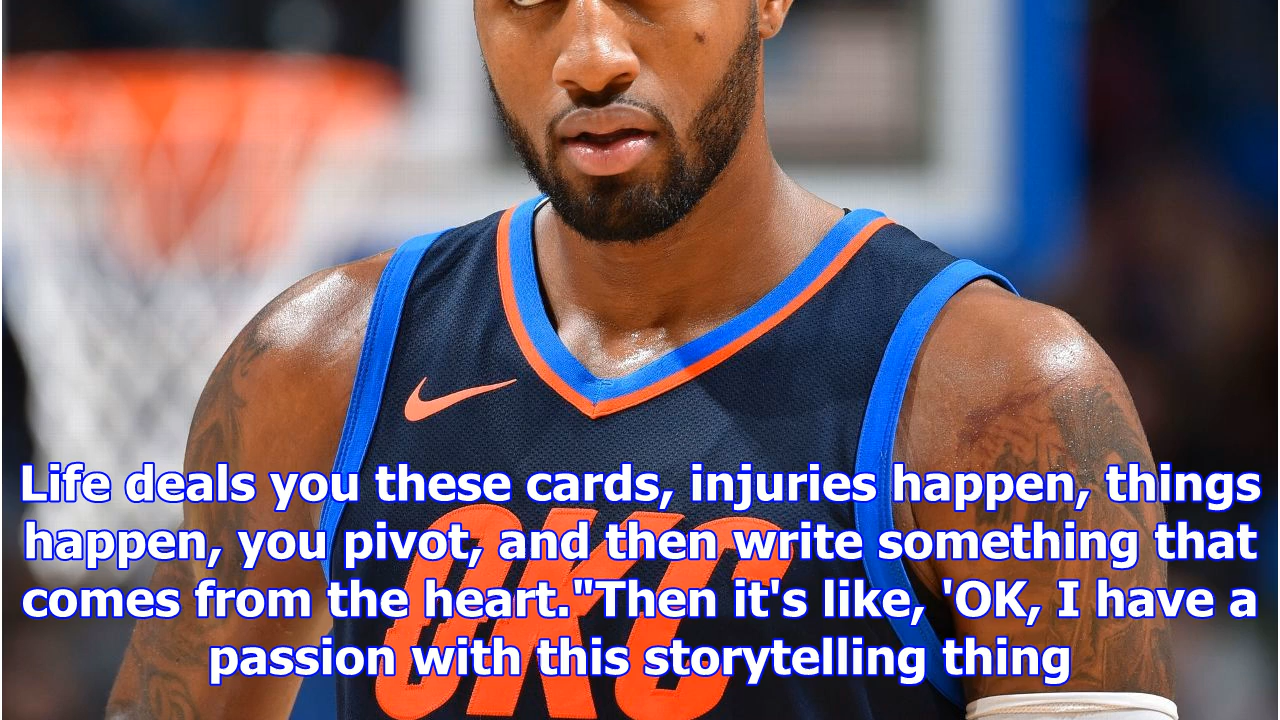 OKC
Life deals you these cards, injuries happen, things
happen, you pivot, and then write something that
comes from the heart."Then it's like, 'OK, I have a
passion with this storytelling thing